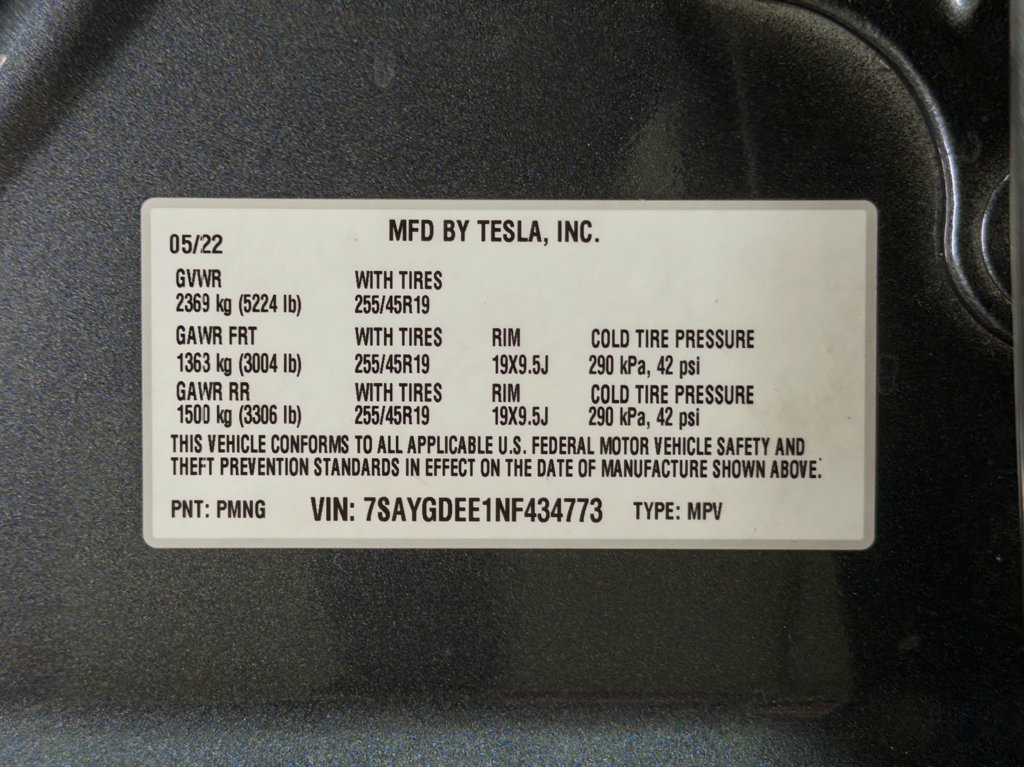 MFD BY TESLA, INC.
05/22
GVWR WITH TIRES
2369 kg (5224 lb) 255/45R19
GAWR FRT WITH TIRES RIM COLD TIRE PRESSURE
1363 kg (3004 lb) 255/45R19 19X9.5J 290 kPa, 42 psi
GAWR RR WITH TIRES RIM COLD TIRE PRESSURE
1500 kg (3306 lb) 255/45R19 19X9.5J 290 kPa, 42 psi
THIS VEHICLE CONFORMS TO ALL APPLICABLE U.S. FEDERAL MOTOR VEHICLE SAFETY AND
THEFT PREVENTION STANDARDS IN EFFECT ON THE DATE OF MANUFACTURE SHOWN ABOVE.
PNT: PMNG VIN: 7SAYGDEE1NF434773 TYPE: MPV